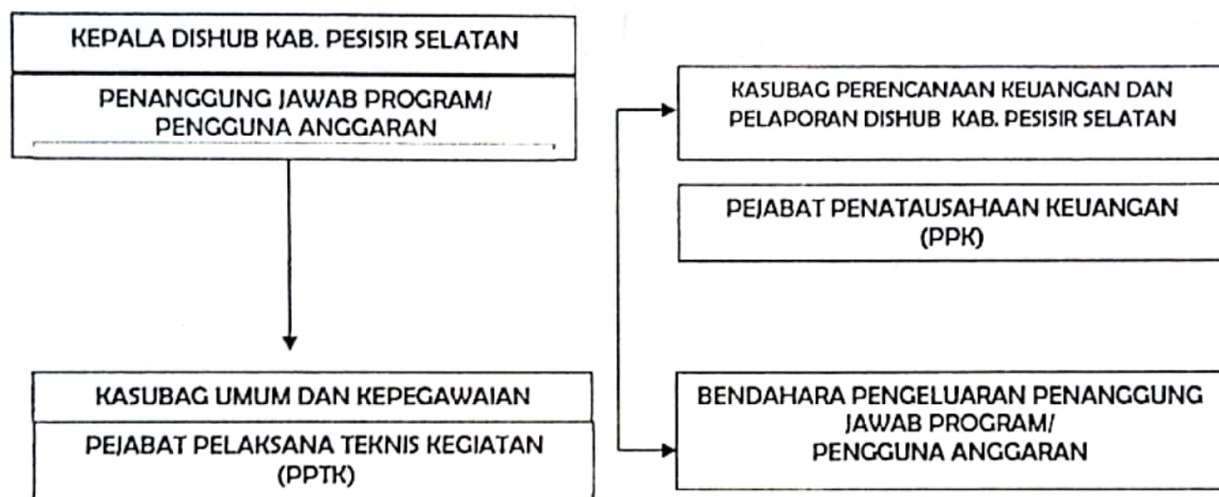 KEPALA DISHUB KAB. PESISIR SELATAN
PENANGGUNG JAWAB PROGRAM/
PENGGUNA ANGGARAN
KASUBAG PERENCANAAN KEUANGAN DAN
PELAPORAN DISHUB KAB. PESISIR SELATAN
PEJABAT PENATAUSAHAAN KEUANGAN
(PPK)
KASUBAG UMUM DAN KEPEGAWAIAN
PEJABAT PELAKSANA TEKNIS KEGIATAN
(PPTK)
BENDAHARA PENGELUARAN PENANGGUNG
JAWAB PROGRAM/
PENGGUNA ANGGARAN